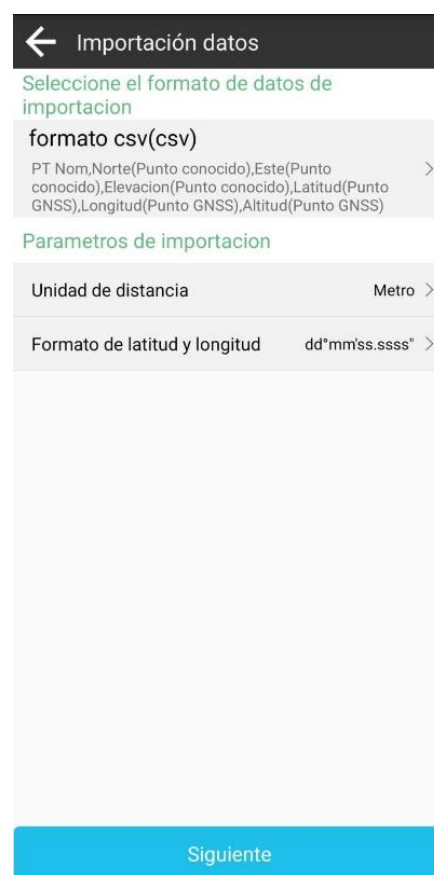 Importación datos
Seleccione el formato de datos de
importacion
formato csv(csv)
PT Nom,Norte(Punto conocido),Este(Punto
conocido),Elevacion(Punto conocido),Latitud(Punto
GNSS),Longitud(Punto GNSS),Altitud(Punto GNSS)
Parametros de importacion
Unidad de distancia Metro
Formato de latitud y longitud dd°mm'ss.ssss"
Siguiente